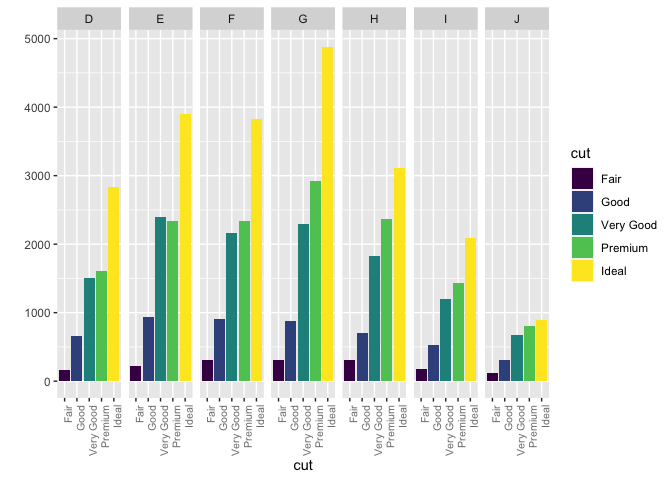 D E F G H I J
5000
4000
3000
2000
1000
0
Fair Good Very Good Premium Ideal Fair Good Very Good Premium Ideal Fair Good Very Good Premium Ideal Fair Good Very Good Premium Ideal Fair Good Very Good Premium Ideal Fair Good Very Good Premium Ideal Fair Good Very Good Premium Ideal
cut
cut
Fair
Good
Very Good
Premium
Ideal